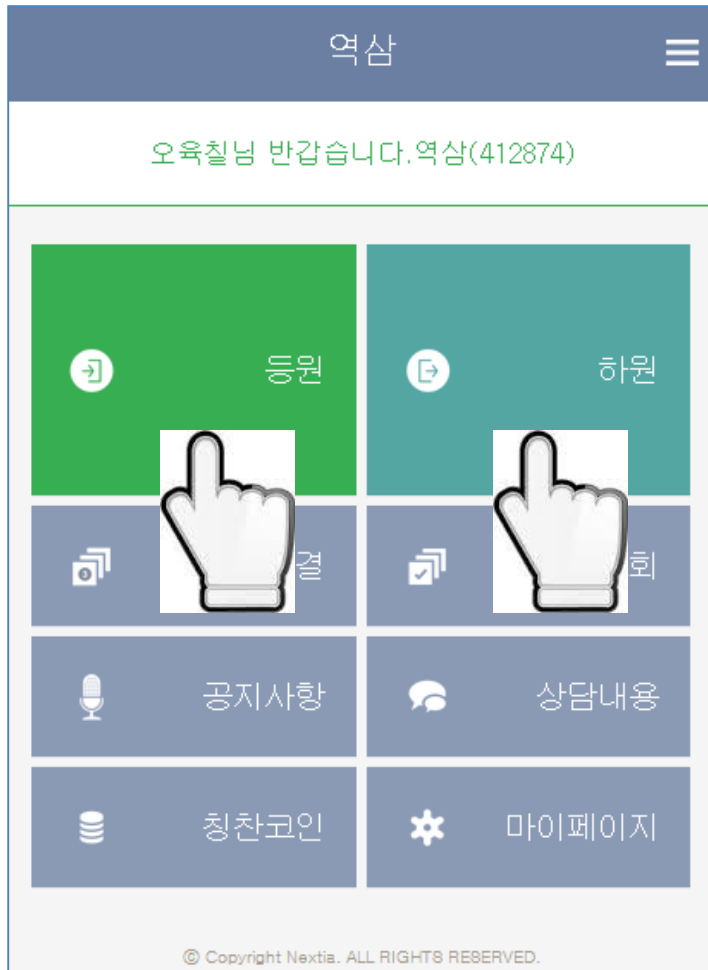 역삼
오육칠님 반갑습니다.역삼(412874)
등원
하원
공지사항
상담내용
칭찬코인
마이페이지
© Copyright Nextia. ALL RIGHTS RESERVED.